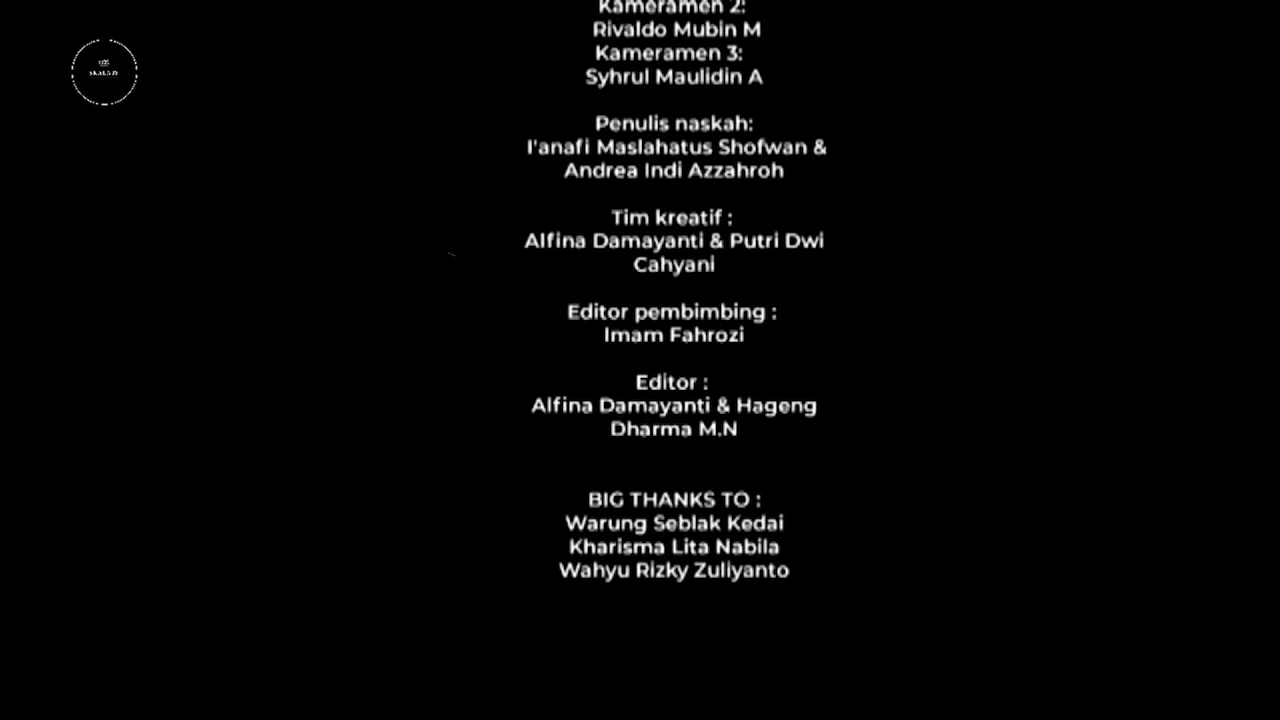 Kameramen 2:
Rivaldo Mubin M
Kameramen 3:
Syhrul Maulidin A
Penulis naskah:
I'anafi Maslahatus Shofwan &
Andrea Indi Azzahroh
Tim kreatif :
Alfina Damayanti & Putri Dwi
Cahyani
Editor pembimbing :
Imam Fahrozi
Editor :
Alfina Damayanti & Hageng
Dharma M.N
BIG THANKS TO :
Warung Seblak Kedai
Kharisma Lita Nabila
Wahyu Rizky Zuliyanto